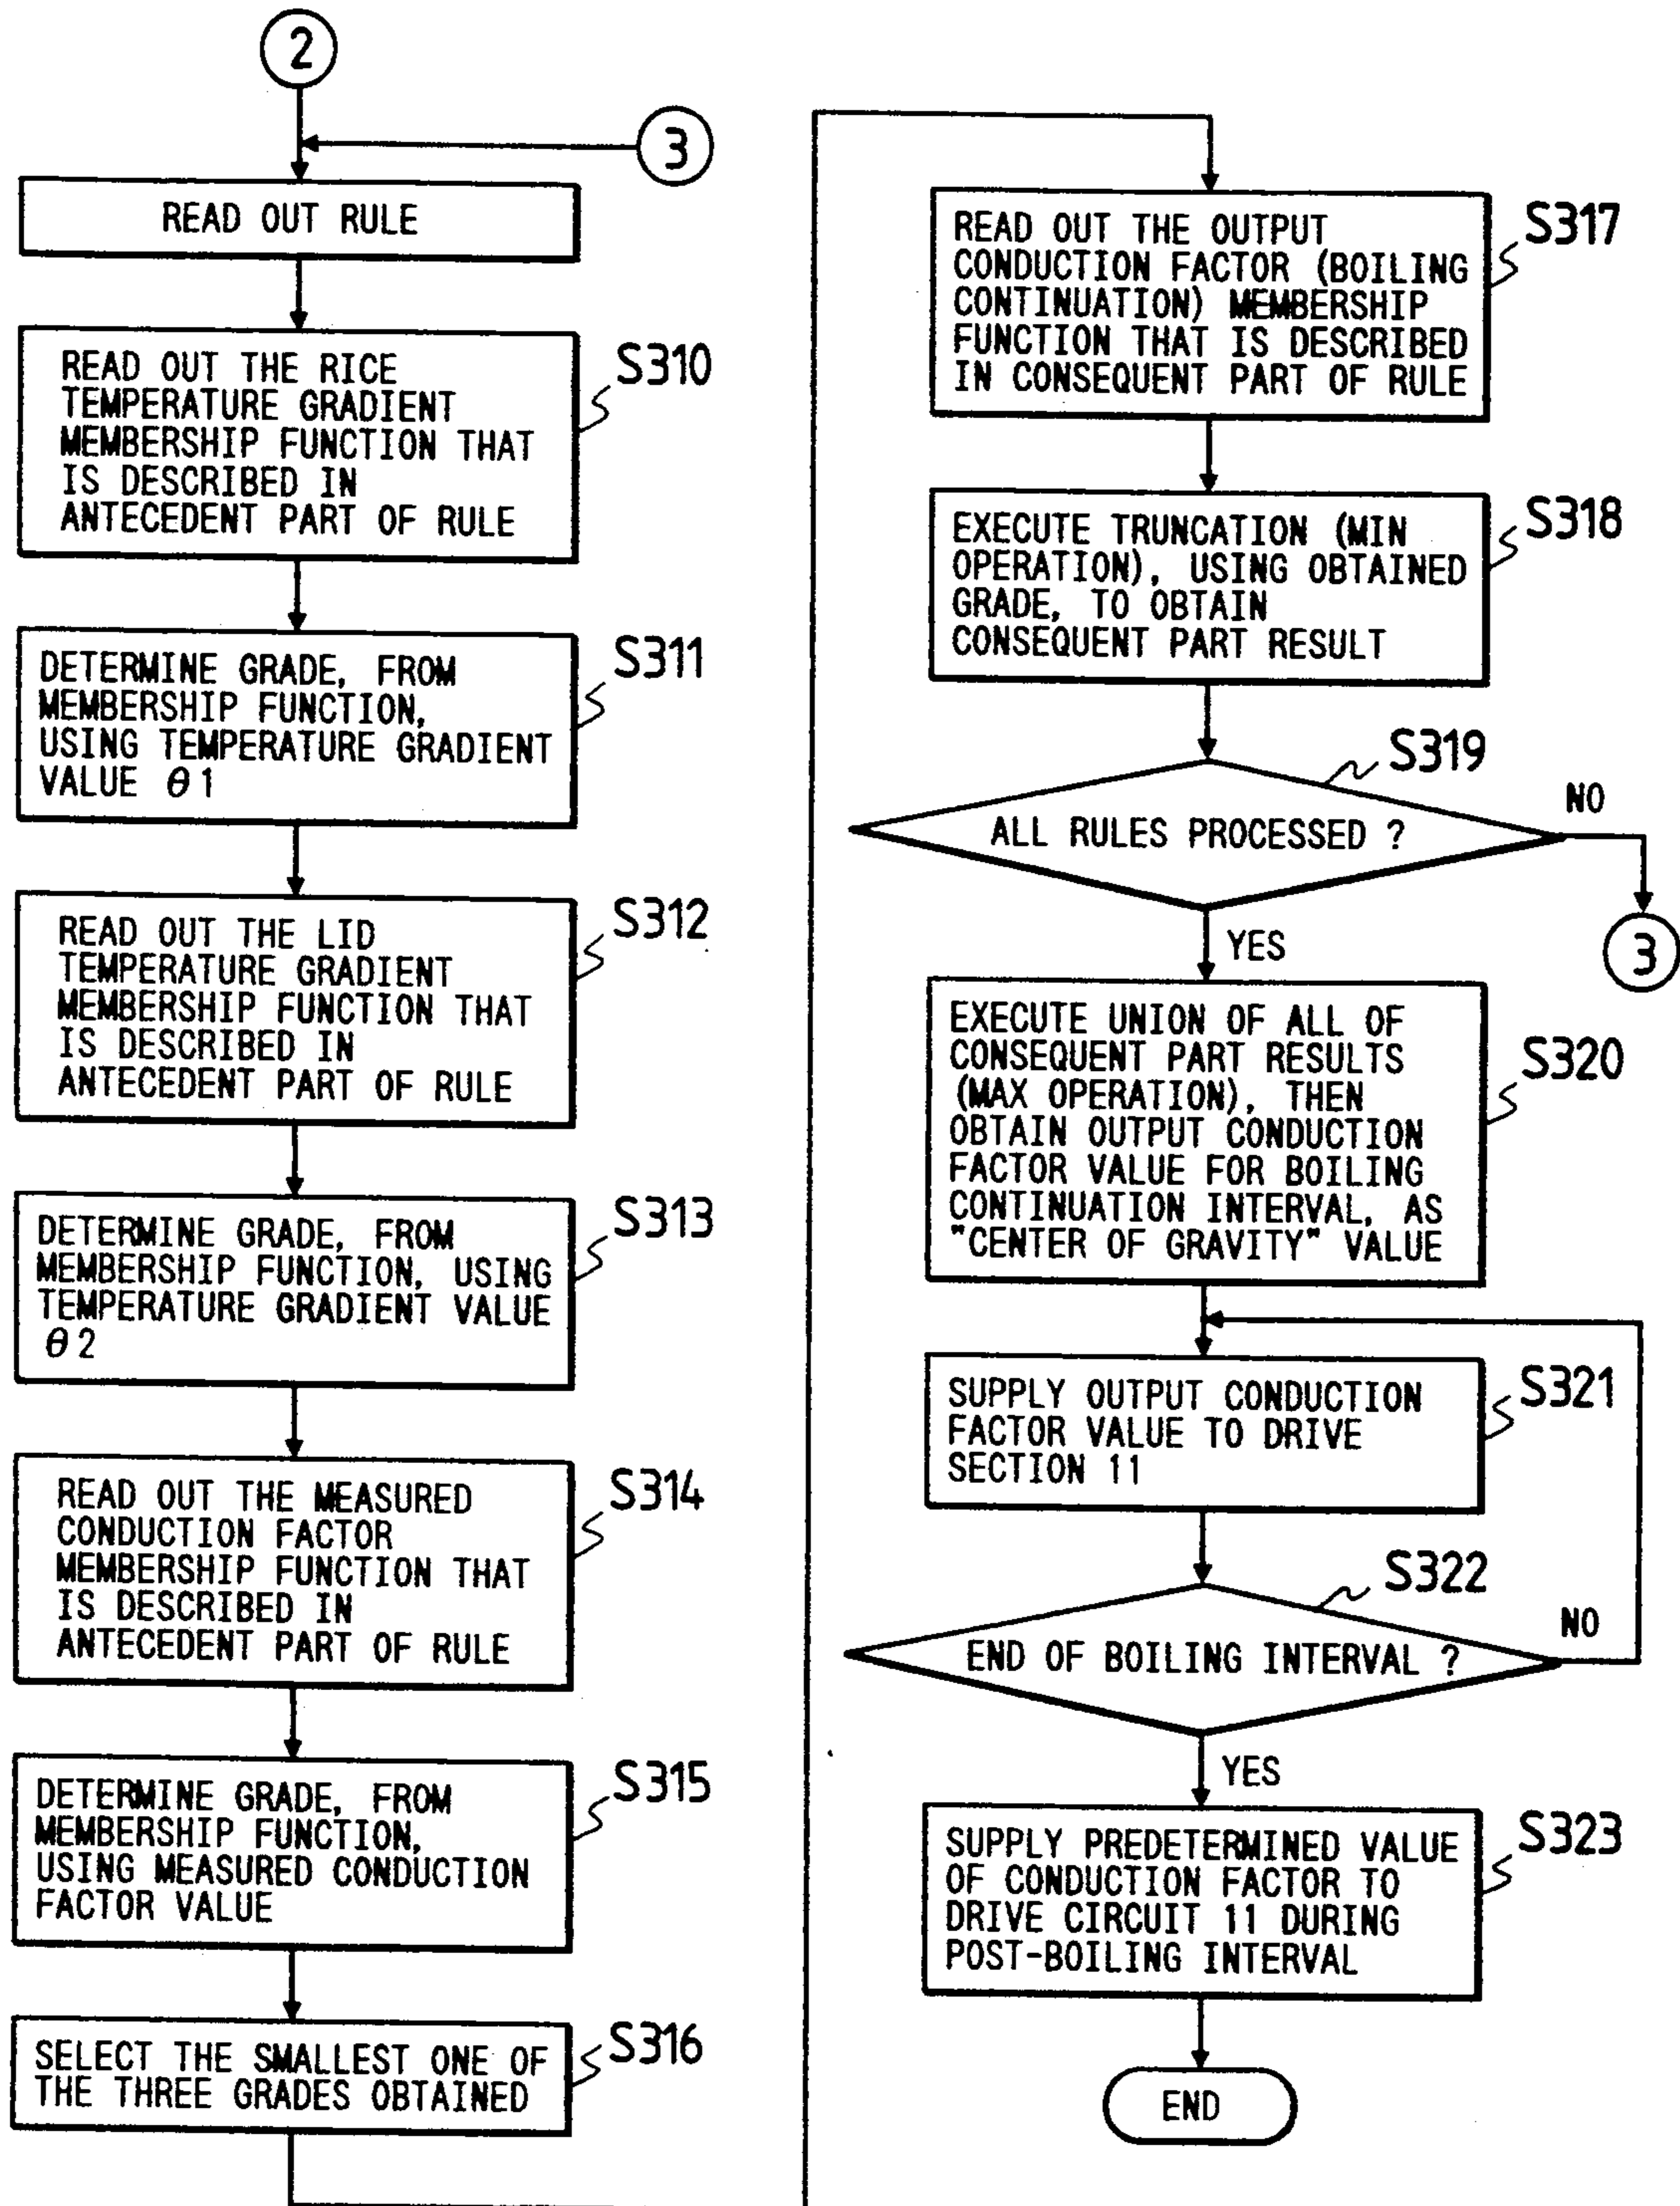 2
3
READ OUT RULE
READ OUT THE RICE
TEMPERATURE GRADIENT
MEMBERSHIP FUNCTION THAT
IS DESCRIBED IN
ANTECEDENT PART OF RULE
S310
DETERMINE GRADE, FROM
MEMBERSHIP FUNCTION,
USING TEMPERATURE GRADIENT
VALUE θ1
S311
READ OUT THE LID
TEMPERATURE GRADIENT
MEMBERSHIP FUNCTION THAT
IS DESCRIBED IN
ANTECEDENT PART OF RULE
S312
DETERMINE GRADE, FROM
MEMBERSHIP FUNCTION, USING
TEMPERATURE GRADIENT VALUE
θ2
S313
READ OUT THE MEASURED
CONDUCTION FACTOR
MEMBERSHIP FUNCTION THAT
IS DESCRIBED IN
ANTECEDENT PART OF RULE
S314
DETERMINE GRADE, FROM
MEMBERSHIP FUNCTION,
USING MEASURED CONDUCTION
FACTOR VALUE
S315
SELECT THE SMALLEST ONE OF
THE THREE GRADES OBTAINED
S316
READ OUT THE OUTPUT
CONDUCTION FACTOR (BOILING
CONTINUATION) MEMBERSHIP
FUNCTION THAT IS DESCRIBED
IN CONSEQUENT PART OF RULE
S317
EXECUTE TRUNCATION (MIN
OPERATION), USING OBTAINED
GRADE, TO OBTAIN
CONSEQUENT PART RESULT
S318
ALL RULES PROCESSED ?
S319
NO
3
YES
EXECUTE UNION OF ALL OF
CONSEQUENT PART RESULTS
(MAX OPERATION), THEN
OBTAIN OUTPUT CONDUCTION
FACTOR VALUE FOR BOILING
CONTINUATION INTERVAL, AS
"CENTER OF GRAVITY" VALUE
S320
SUPPLY OUTPUT CONDUCTION
FACTOR VALUE TO DRIVE
SECTION 11
S321
END OF BOILING INTERVAL ?
S322
NO
YES
SUPPLY PREDETERMINED VALUE
OF CONDUCTION FACTOR TO
DRIVE CIRCUIT 11 DURING
POST-BOILING INTERVAL
S323
END